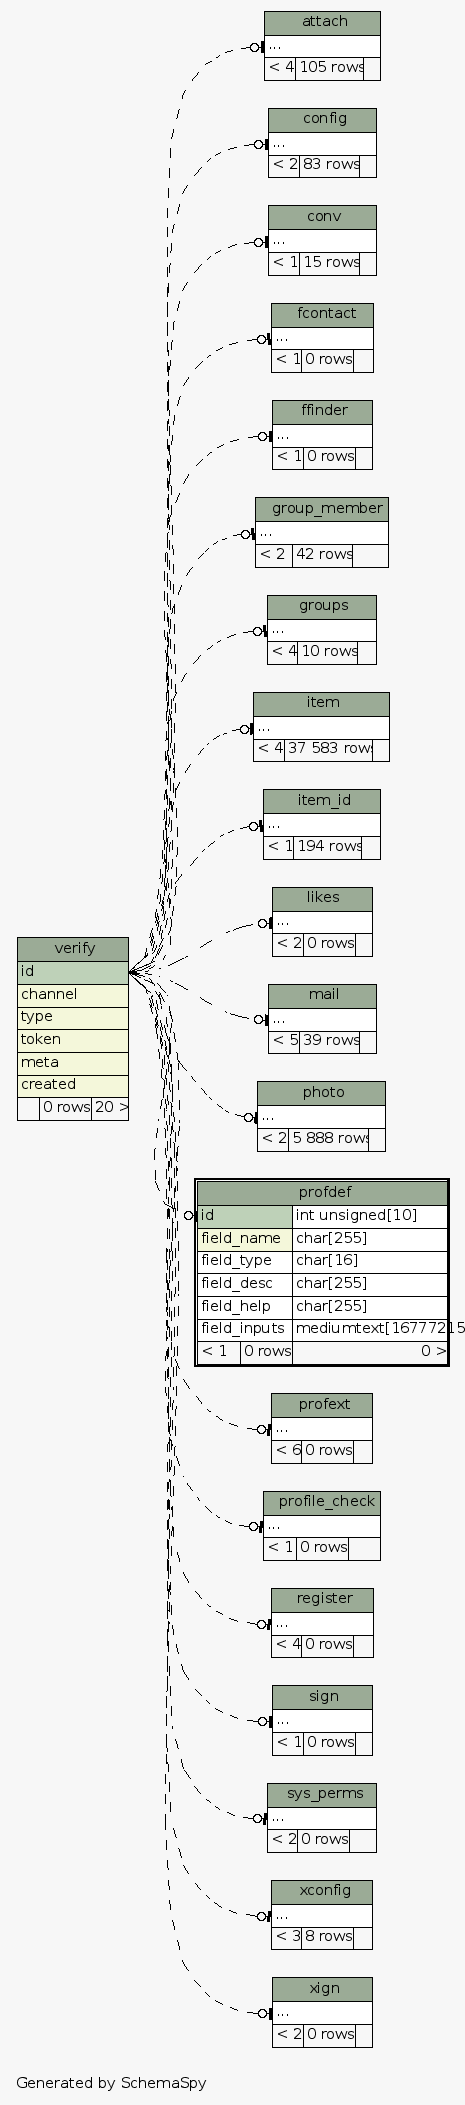 attach
...
< 4 105 rows
config
...
< 2 83 rows
conv
...
< 1 15 rows
fcontact
...
< 1 0 rows
ffinder
...
< 1 0 rows
group_member
...
< 2 42 rows
groups
...
< 4 10 rows
item
...
< 4 37 583 rows
item_id
...
< 1 194 rows
likes
...
< 2 0 rows
verify
id
channel
type
token
meta
created
0 rows 20 >
mail
...
< 5 39 rows
photo
...
< 2 5 888 rows
profdef
id int unsigned[10]
field_name char[255]
field_type char[16]
field_desc char[255]
field_help char[255]
field_inputs mediumtext[16777215
< 1 0 rows 0 >
profext
...
< 6 0 rows
profile_check
...
< 1 0 rows
register
...
< 4 0 rows
sign
...
< 1 0 rows
sys_perms
...
< 2 0 rows
xconfig
...
< 3 8 rows
xign
...
< 2 0 rows
Generated by SchemaSpy